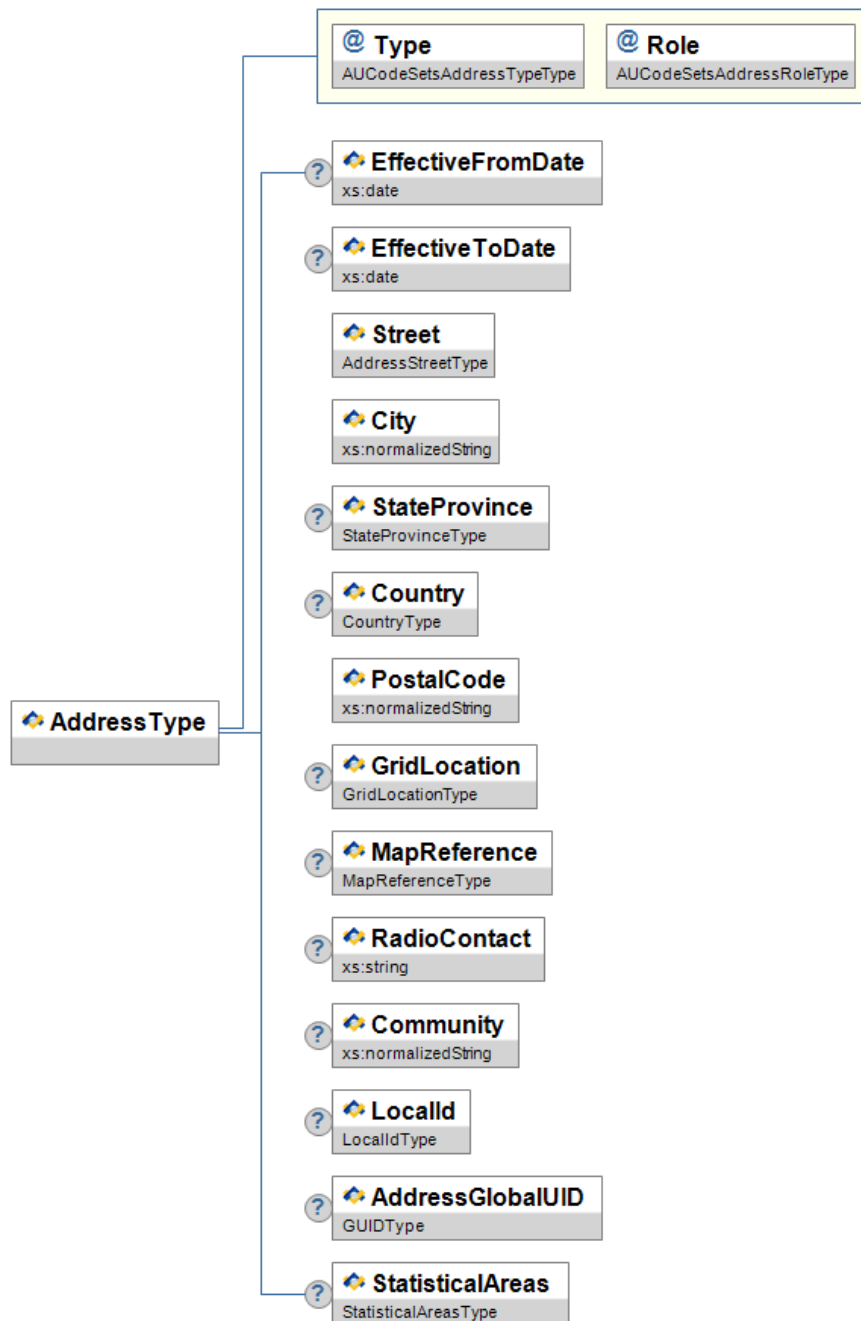 @ Type
AUCodeSetsAddressTypeType
@ Role
AUCodeSetsAddressRoleType
? EffectiveFromDate
xs:date
? EffectiveToDate
xs:date
Street
AddressStreetType
City
xs:normalizedString
? StateProvince
StateProvinceType
? Country
CountryType
PostalCode
xs:normalizedString
AddressType
? GridLocation
GridLocationType
? MapReference
MapReferenceType
? RadioContact
xs:string
? Community
xs:normalizedString
? LocalId
LocalIdType
? AddressGlobalUID
GUIDType
? StatisticalAreas
StatisticalAreasType